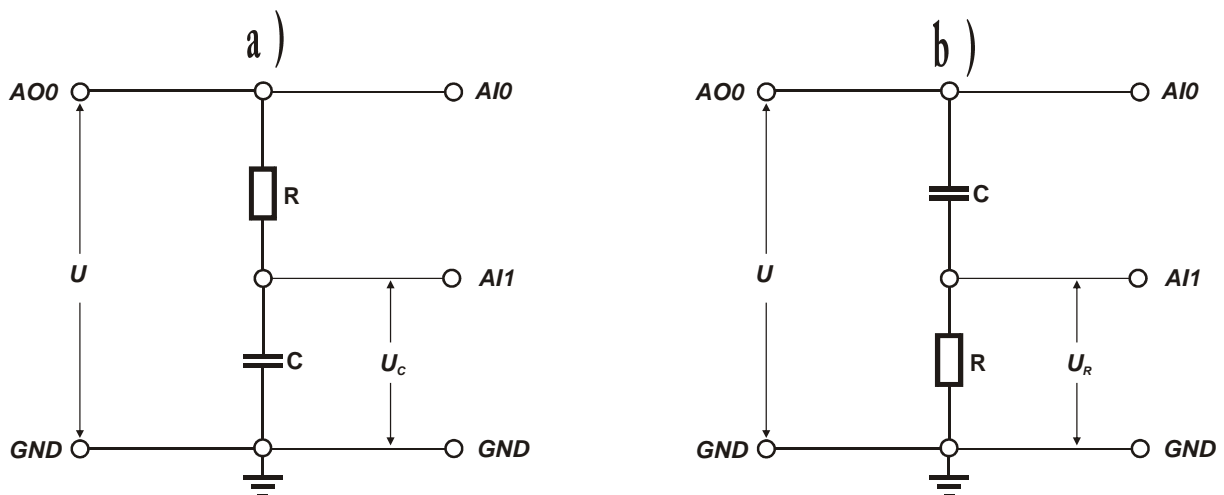 a )
b )
AO0
AI0
AO0
AI0
R
C
U
AI1
U
AI1
C
U_C
R
U_R
GND
GND
GND
GND